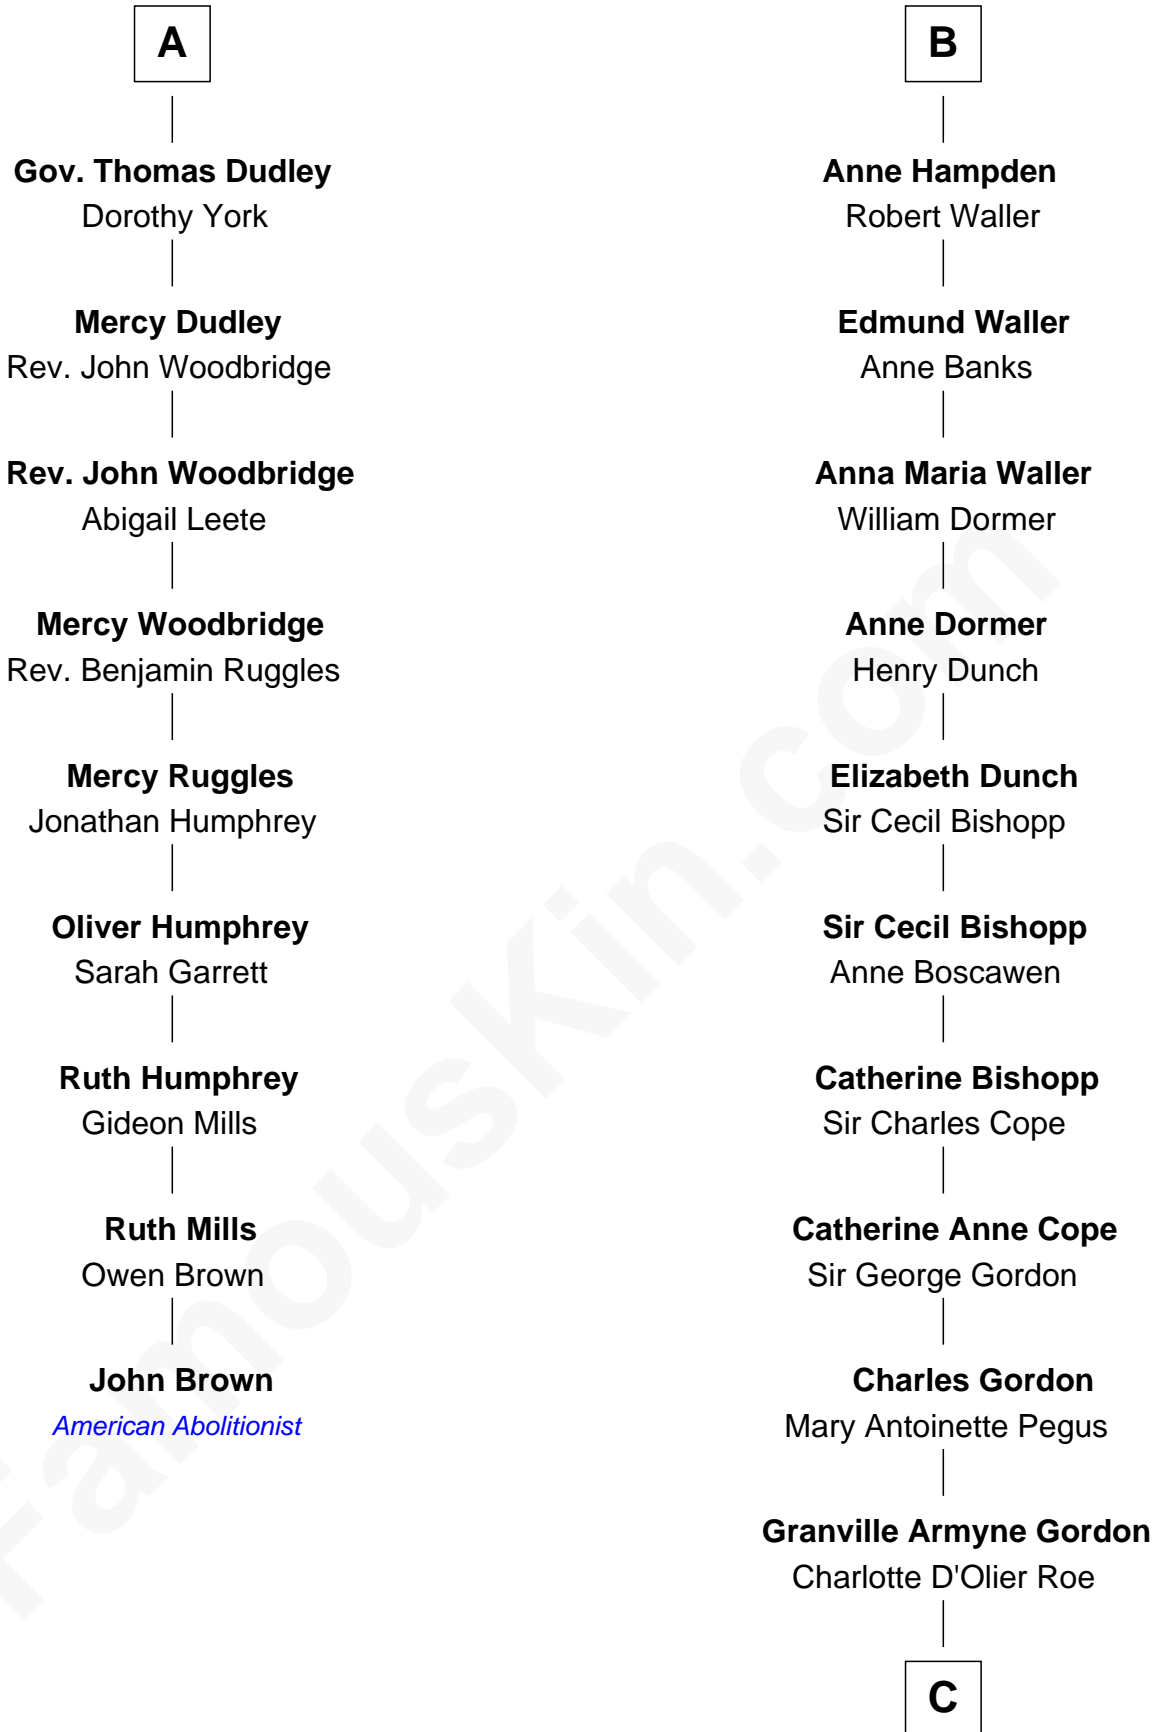 A
Gov. Thomas Dudley
Dorothy York
Mercy Dudley
Rev. John Woodbridge
Rev. John Woodbridge
Abigail Leete
Mercy Woodbridge
Rev. Benjamin Ruggles
Mercy Ruggles
Jonathan Humphrey
Oliver Humphrey
Sarah Garrett
Ruth Humphrey
Gideon Mills
Ruth Mills
Owen Brown
John Brown
American Abolitionist
B
Anne Hampden
Robert Waller
Edmund Waller
Anne Banks
Anna Maria Waller
William Dormer
Anne Dormer
Henry Dunch
Elizabeth Dunch
Sir Cecil Bishopp
Sir Cecil Bishopp
Anne Boscawen
Catherine Bishopp
Sir Charles Cope
Catherine Anne Cope
Sir George Gordon
Charles Gordon
Mary Antoinette Pegus
Granville Armyne Gordon
Charlotte D'Olier Roe
C
FamousKin.com